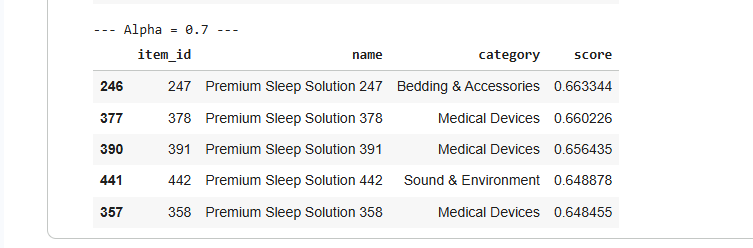 --- Alpha = 0.7 ---
item_id name category score
246 247 Premium Sleep Solution 247 Bedding & Accessories 0.663344
377 378 Premium Sleep Solution 378 Medical Devices 0.660226
390 391 Premium Sleep Solution 391 Medical Devices 0.656435
441 442 Premium Sleep Solution 442 Sound & Environment 0.648878
357 358 Premium Sleep Solution 358 Medical Devices 0.648455